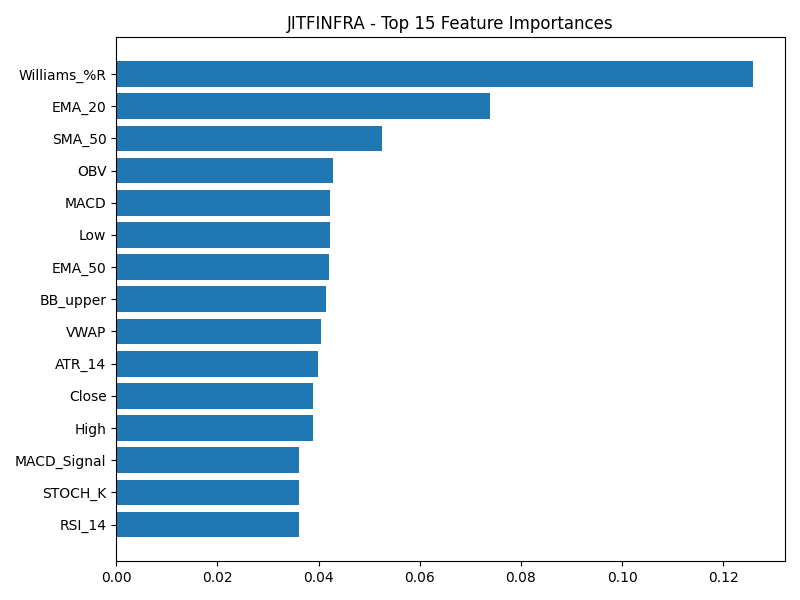 JITFINFRA - Top 15 Feature Importances
Williams_%R
EMA_20
SMA_50
OBV
MACD
Low
EMA_50
BB_upper
VWAP
ATR_14
Close
High
MACD_Signal
STOCH_K
RSI_14
0.00 0.02 0.04 0.06 0.08 0.10 0.12